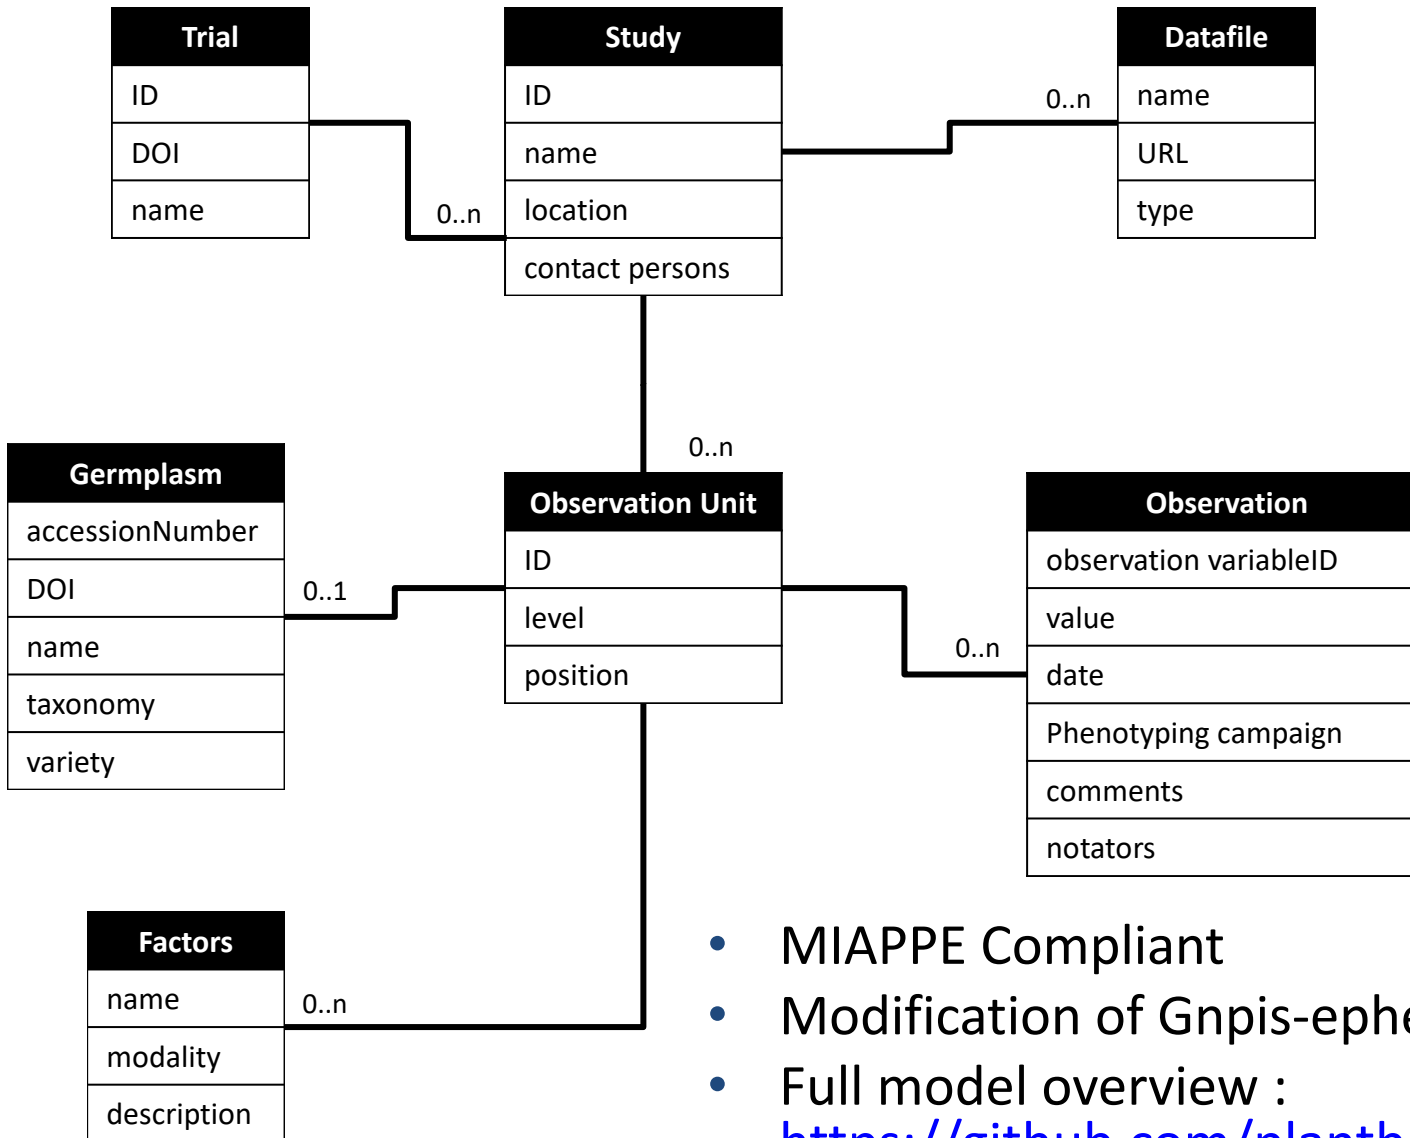 Trial
ID
DOI
name
0..n
Study
ID
name
location
contact persons
0..n
Datafile
name
URL
type
0..n
Germplasm
accessionNumber
DOI
name
taxonomy
variety
0..1
Observation Unit
ID
level
position
0..n
Observation
observation variableID
value
date
Phenotyping campaign
comments
notators
Factors
name
modality
description
0..n
• MIAPPE Compliant
• Modification of
• Full model overview :